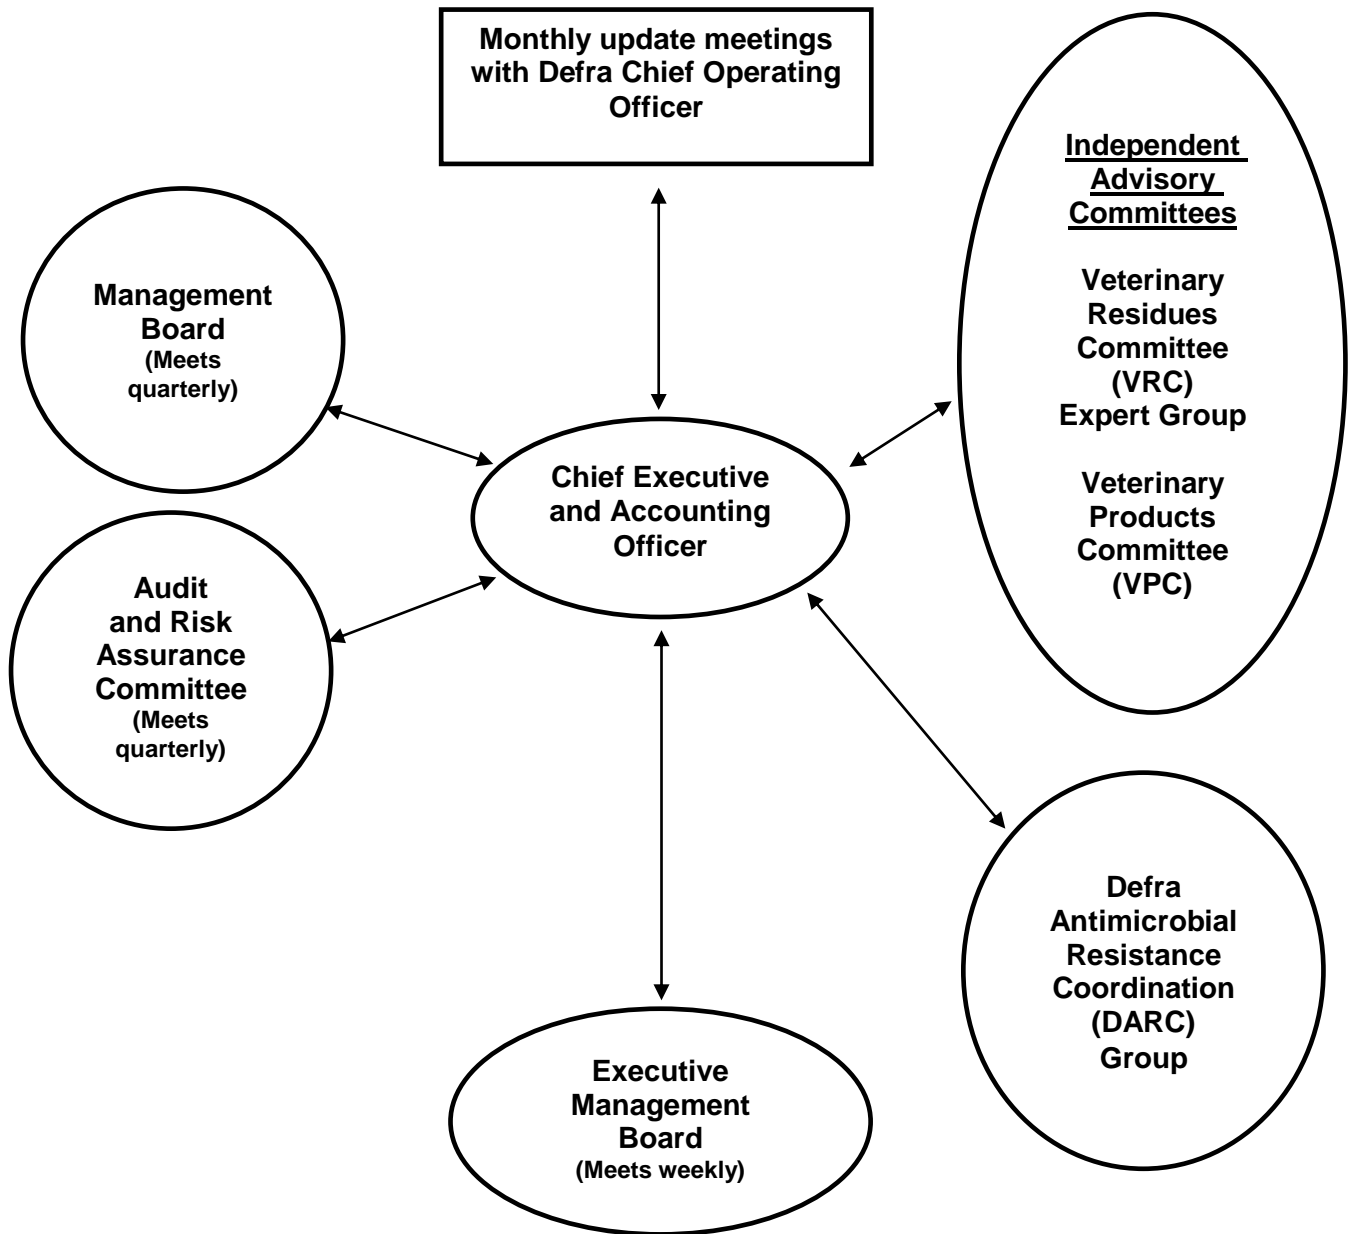 Monthly update meetings
with Defra Chief Operating
Officer
Independent
Advisory
Committees
Veterinary
Residues
Committee
(VRC)
Expert Group
Veterinary
Products
Committee
(VPC)
Management
Board
(Meets
quarterly)
Chief Executive
and Accounting
Officer
Audit
and Risk
Assurance
Committee
(Meets
quarterly)
Defra
Antimicrobial
Resistance
Coordination
(DARC)
Group
Executive
Management
Board
(Meets weekly)